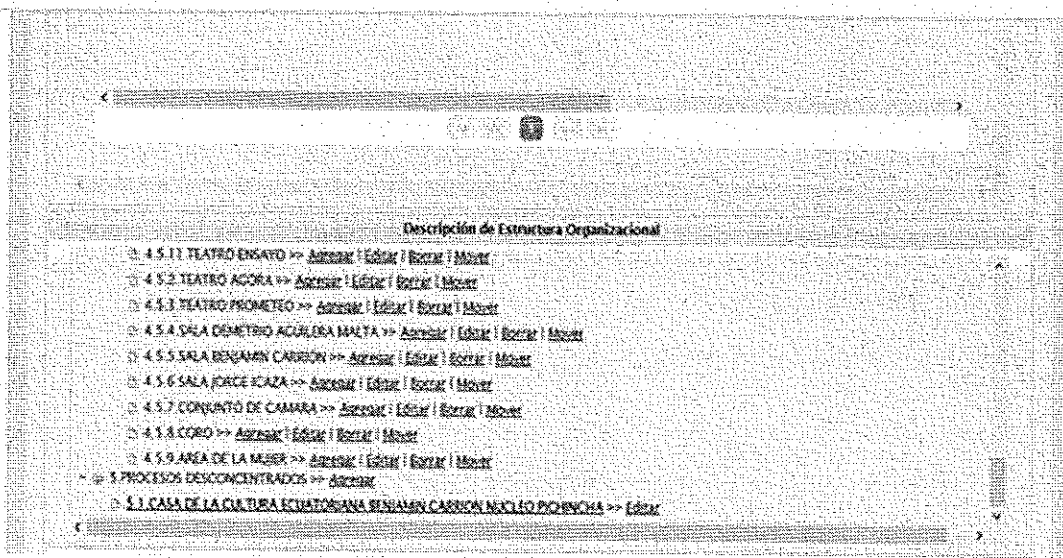 1
Descripción de Estructura Organizacional
4.5.11.TEATRO ENSAYO >> Agregar | Editar | Borrar | Mover
4.5.2.TEATRO AGORA >> Agregar | Editar | Borrar | Mover
4.5.3.TEATRO PROMETEO >> Agregar | Editar | Borrar | Mover
4.5.4.SALA DEMETRIO AGUILERA MALTA >> Agregar | Editar | Borrar | Mover
4.5.5.SALA BENJAMIN CARRION >> Agregar | Editar | Borrar | Mover
4.5.6.SALA JORGE ICAZA >> Agregar | Editar | Borrar | Mover
4.5.7.CONJUNTO DE CAMARA >> Agregar | Editar | Borrar | Mover
4.5.8.CORO >> Agregar | Editar | Borrar | Mover
4.5.9.AREA DE LA MUJER >> Agregar | Editar | Borrar | Mover
5.PROCESOS DESCONCENTRADOS >> Agregar
5.1.CASA DE LA CULTURA ECUATORIANA BENJAMIN CARRION NUCLEO PICHINCHA >> Editar